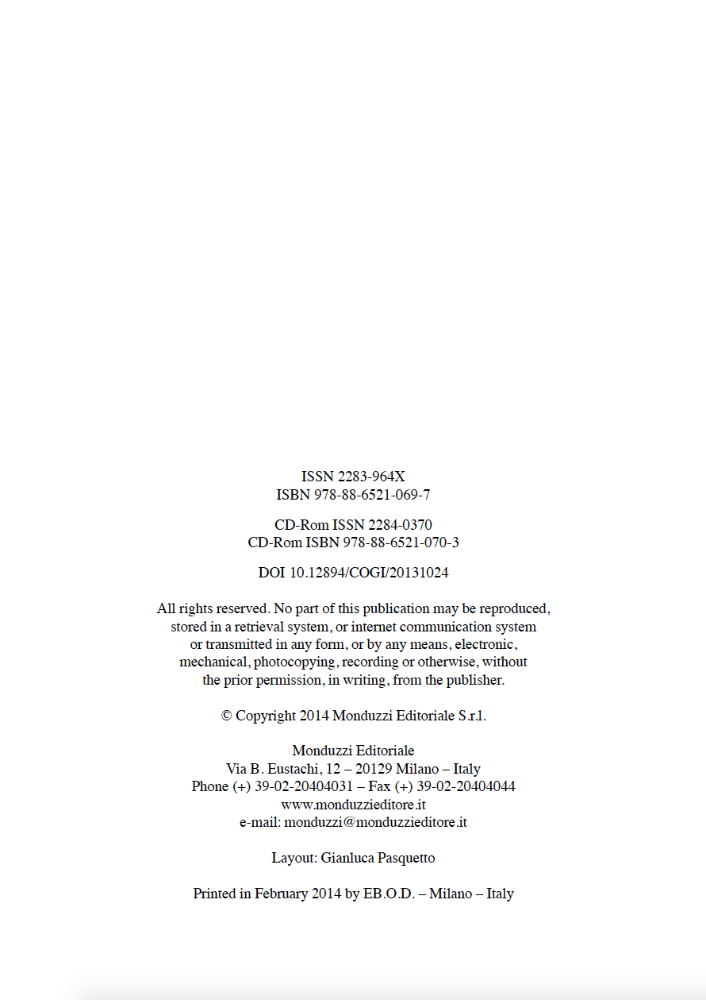 ISSN 2283-964X
ISBN 978-88-6521-069-7
CD-Rom ISSN 2284-0370
CD-Rom ISBN 978-88-6521-070-3
DOI 10.12894/COGI/20131024
All rights reserved. No part of this publication may be reproduced,
stored in a retrieval system, or internet communication system
or transmitted in any form, or by any means, electronic,
mechanical, photocopying, recording or otherwise, without
the prior permission, in writing, from the publisher.
© Copyright 2014 Monduzzi Editoriale S.r.l.
Monduzzi Editoriale
Via B. Eustachi, 12 – 20129 Milano – Italy
Phone (+) 39-02-20404031 – Fax (+) 39-02-20404044
www.monduzzieditore.it
e-mail: monduzzi@monduzzieditore.it
Layout: Gianluca Pasquetto
Printed in February 2014 by EB.O.D. – Milano – Italy